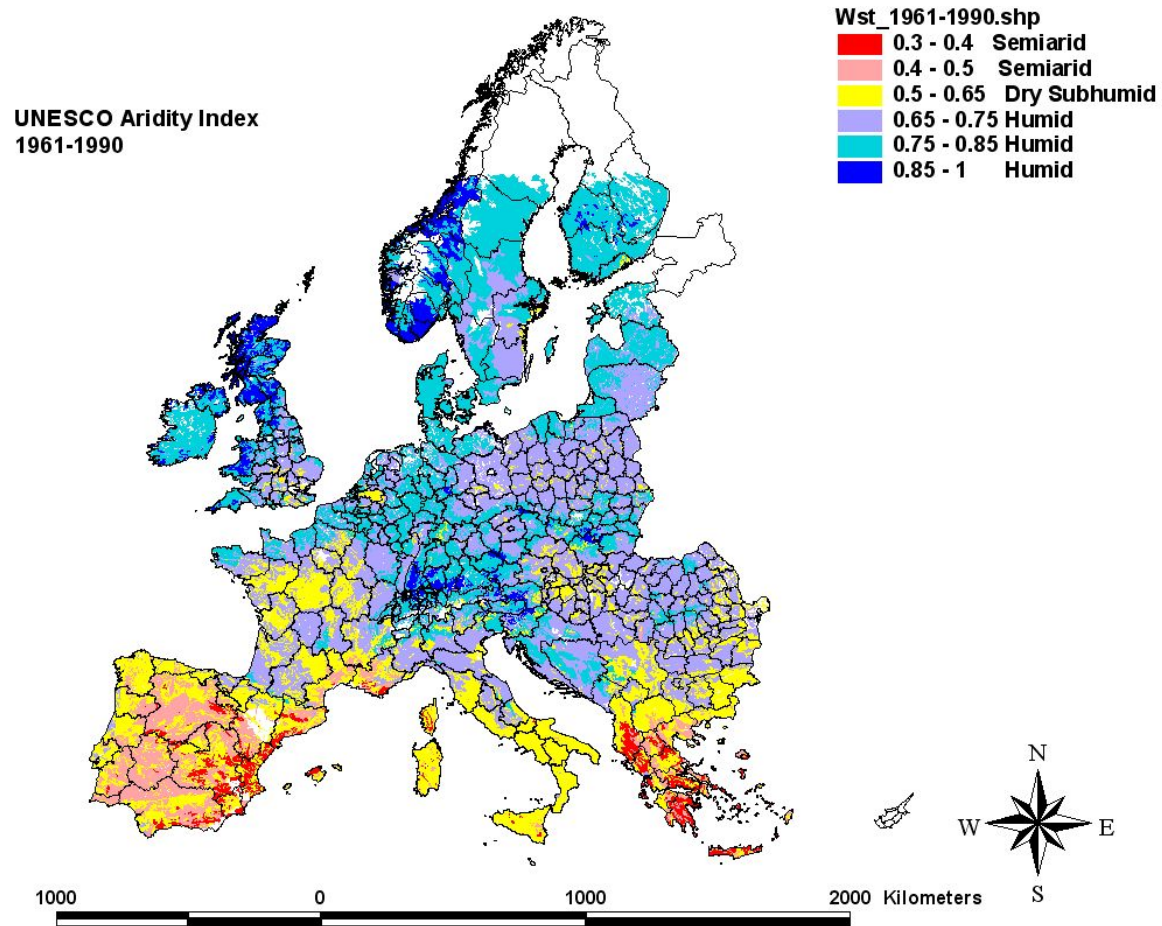 Wst_1961-1990.shp
0.3 - 0.4 Semiarid
0.4 - 0.5 Semiarid
0.5 - 0.65 Dry Subhumid
0.65 - 0.75 Humid
0.75 - 0.85 Humid
0.85 - 1 Humid
UNESCO Aridity Index
1961-1990
N
W E
S
1000 0 1000 2000 Kilometers